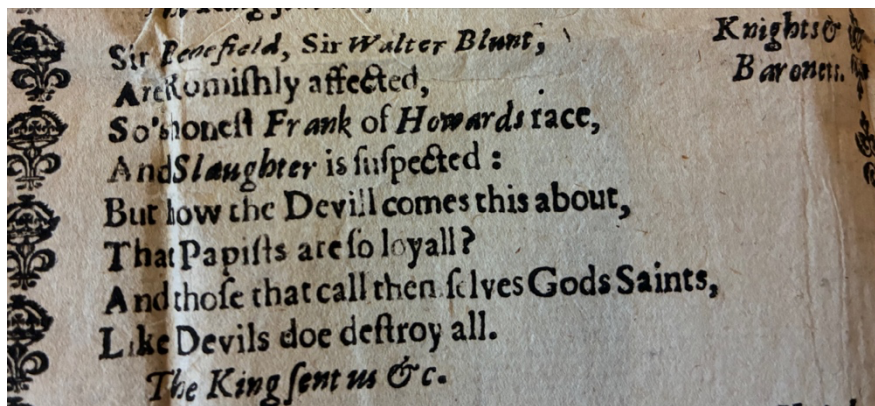 Sir Peeefield, Sir Walter Blunt,
Knights &
Baronets.
Are Romiſhly affected,
So's honeſt Frank of Howards race,
And Slaughter is ſuſpected :
But how the Devill comes this about,
That Papiſts are ſo loyall?
And thoſe that call themſelves Gods Saints,
Like Devils doe deſtroy all.
The King ſent us &c.